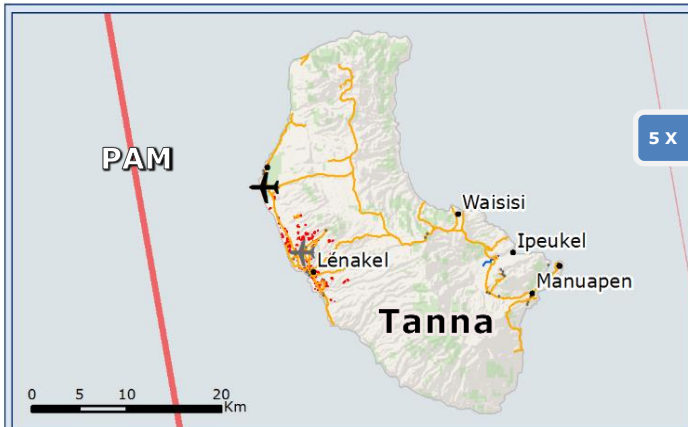 PAM
5 X
Waisisi
Ipeukel
Lénakel
Manuapen
Tanna
0 5 10 20
Km